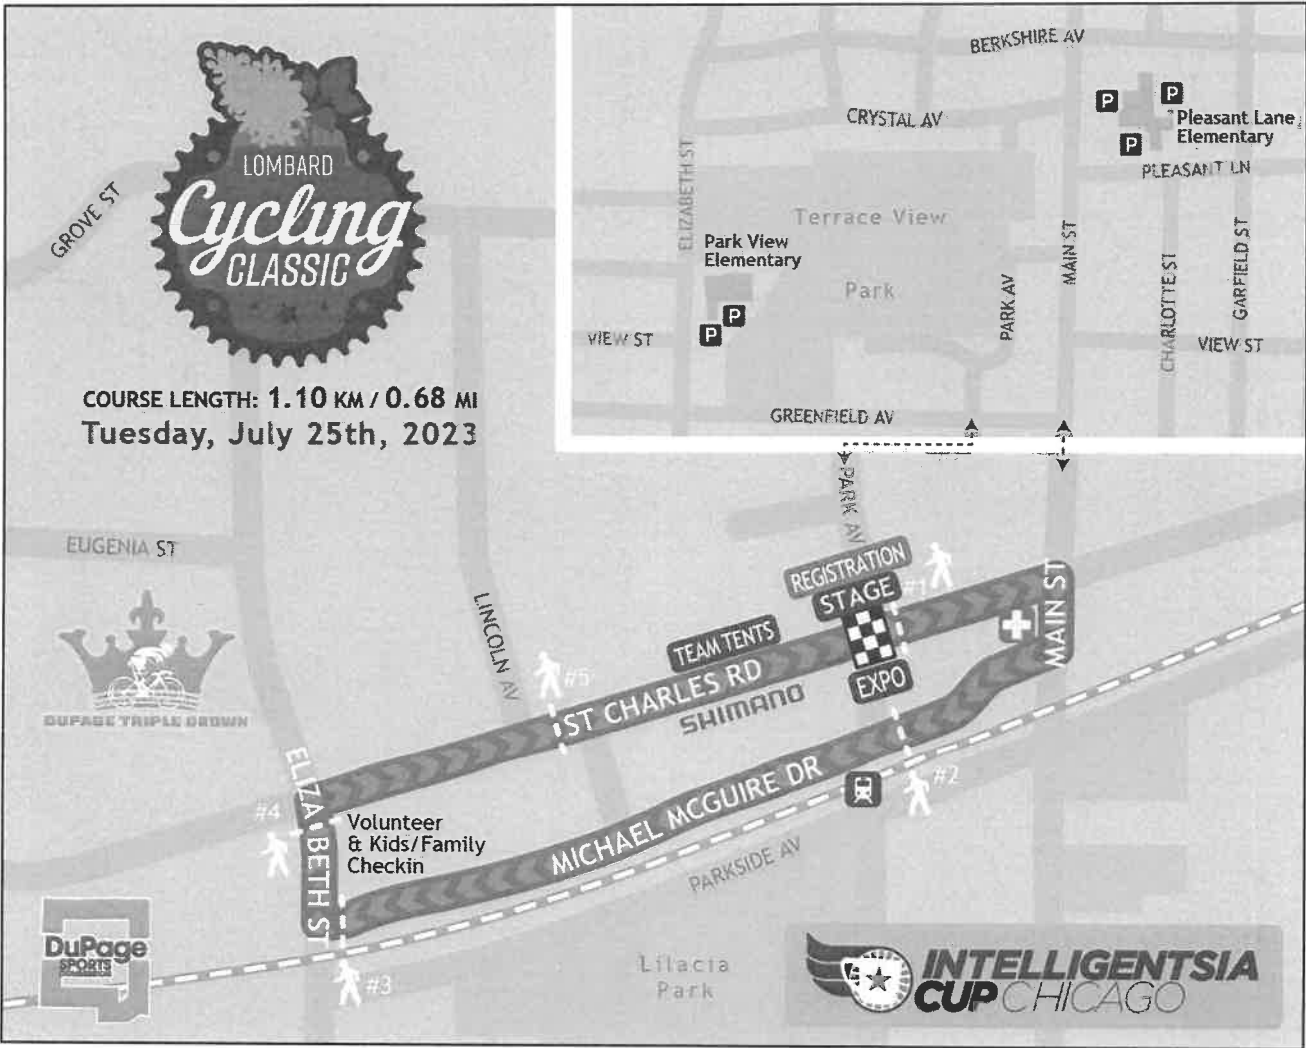 LOMBARD
Cycling
CLASSIC
GROVE ST
COURSE LENGTH: 1.10 KM / 0.68 MI
Tuesday, July 25th, 2023
BERKSHIRE AV
CRYSTAL AV
P
P
P
Pleasant Lane
Elementary
PLEASANT LN
ELIZABETH ST
Terrace View
Park
Park View
Elementary
P
P
VIEW ST
PARK AV
MAIN ST
CHARLOTTE ST
GARFIELD ST
VIEW ST
GREENFIELD AV
PARK AV
EUGENIA ST
LINCOLN AV
REGISTRATION
STAGE
#1
TEAM TENTS
EXPO
MAIN ST
#5
ST CHARLES RD
SHIMANO
DUPAGE TRIPLE CROWN
ELIZABETH ST
#4
Volunteer
& Kids/Family
Checkin
MICHAEL MCGUIRE DR
#2
PARKSIDE AV
#3
Lilacia
Park
DuPage
SPORTS
INTELLIGENTSIA
CUP CHICAGO